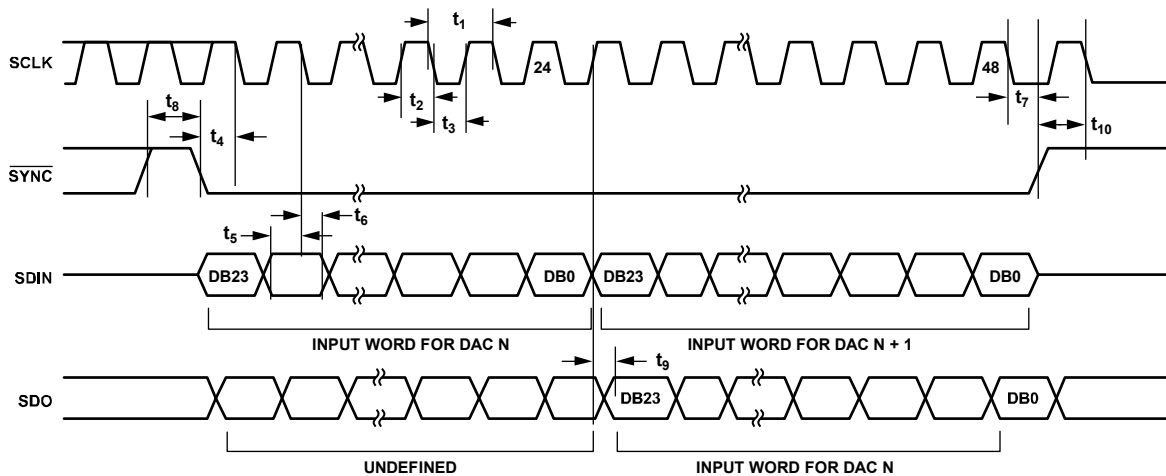 t1
SCLK
24
48
t2
t3
t7
t8
t4
t10
SYNC
t6
t5
SDIN
DB23
DB0
DB23
DB0
INPUT WORD FOR DAC N
INPUT WORD FOR DAC N + 1
t9
SDO
DB23
DB0
UNDEFINED
INPUT WORD FOR DAC N